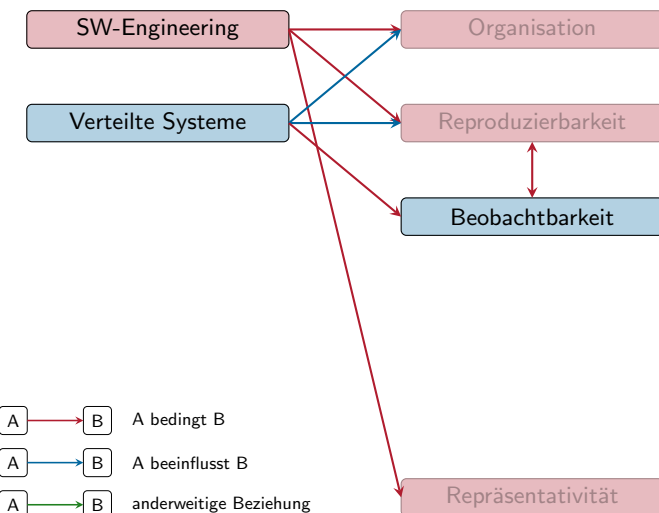 SW-Engineering
Organisation
Verteilte Systeme
Reproduzierbarkeit
Beobachtbarkeit
A B A bedingt B
A B A beeinflusst B
A B anderweitige Beziehung
Repräsentativität